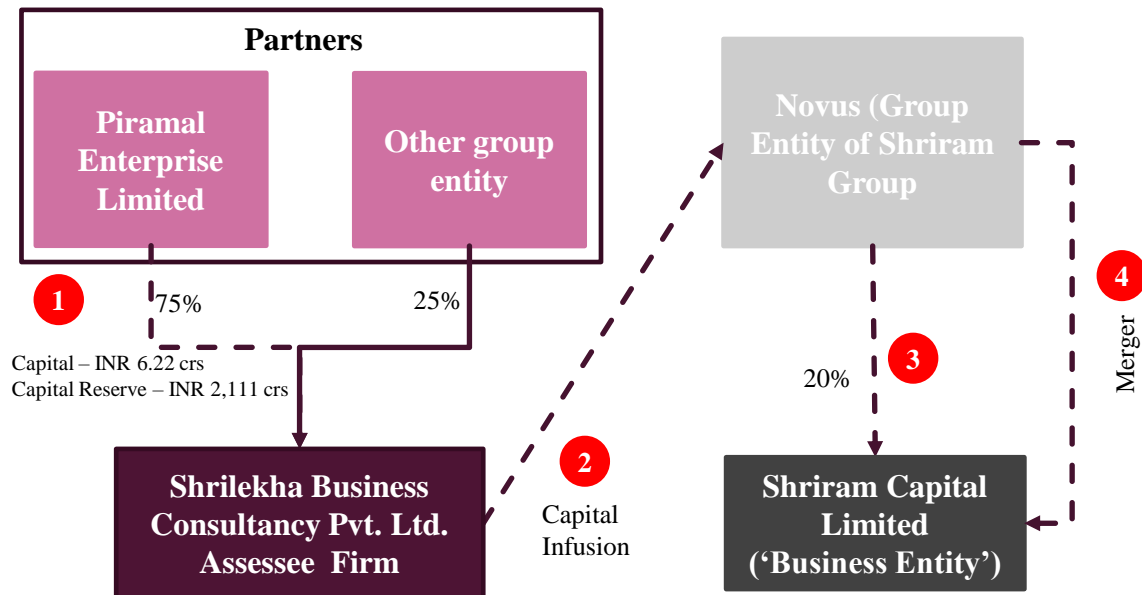 Partners
Piramal
Enterprise
Limited
Other group
entity
1
75%
25%
Capital – INR 6.22 crs
Capital Reserve – INR 2,111 crs
Shrilekha Business
Consultancy Pvt. Ltd.
Assessee Firm
2
Capital
Infusion
Novus (Group
Entity of Shriram
Group
3
20%
4
Merger
Shriram Capital
Limited
(‘Business Entity’)